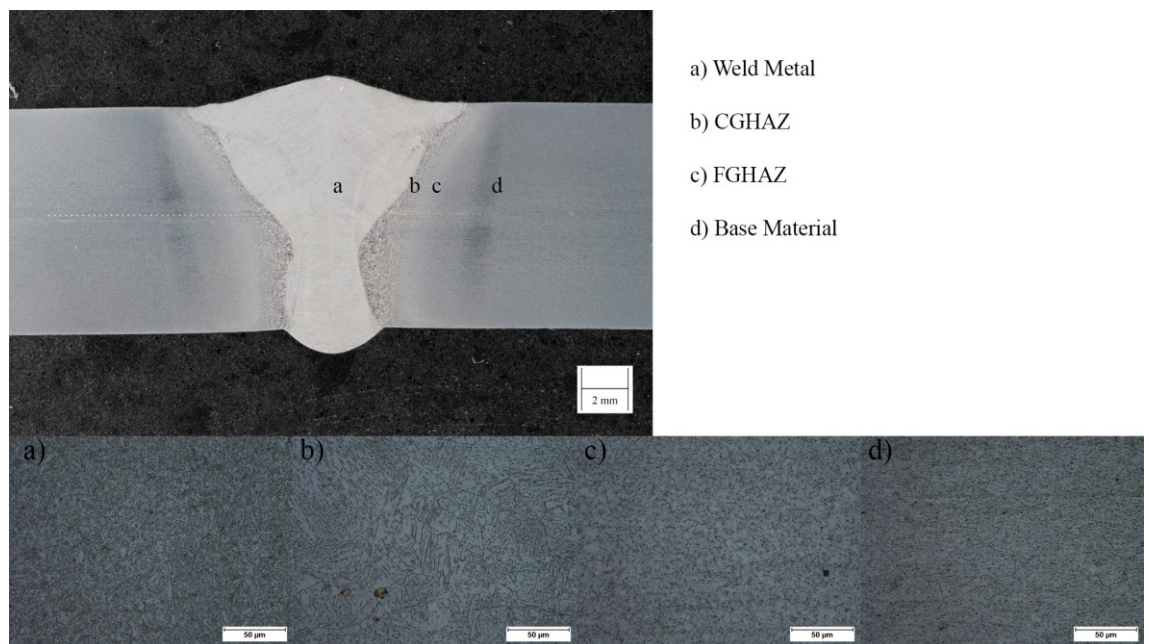 a) Weld Metal
b) CGHAZ
c) FGHAZ
d) Base Material
a b c d
2 mm
a) b) c) d)
50 µm 50 µm 50 µm 50 µm